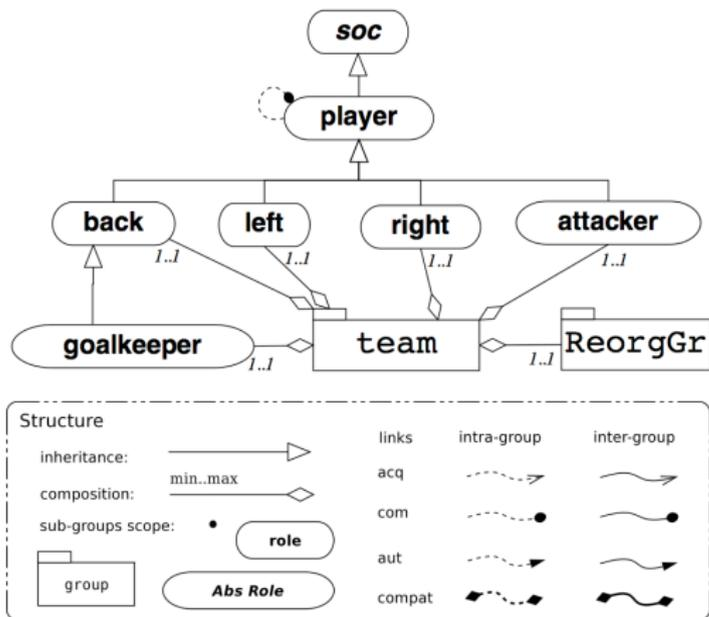 soc
player
back
left
right
attacker
1..1
1..1
1..1
1..1
goalkeeper
team
ReorgGr
1..1
1..1
Structure
links intra-group inter-group
inheritance:
acq
min..max
composition:
com
sub-groups scope:
role
aut
group
Abs Role
compat